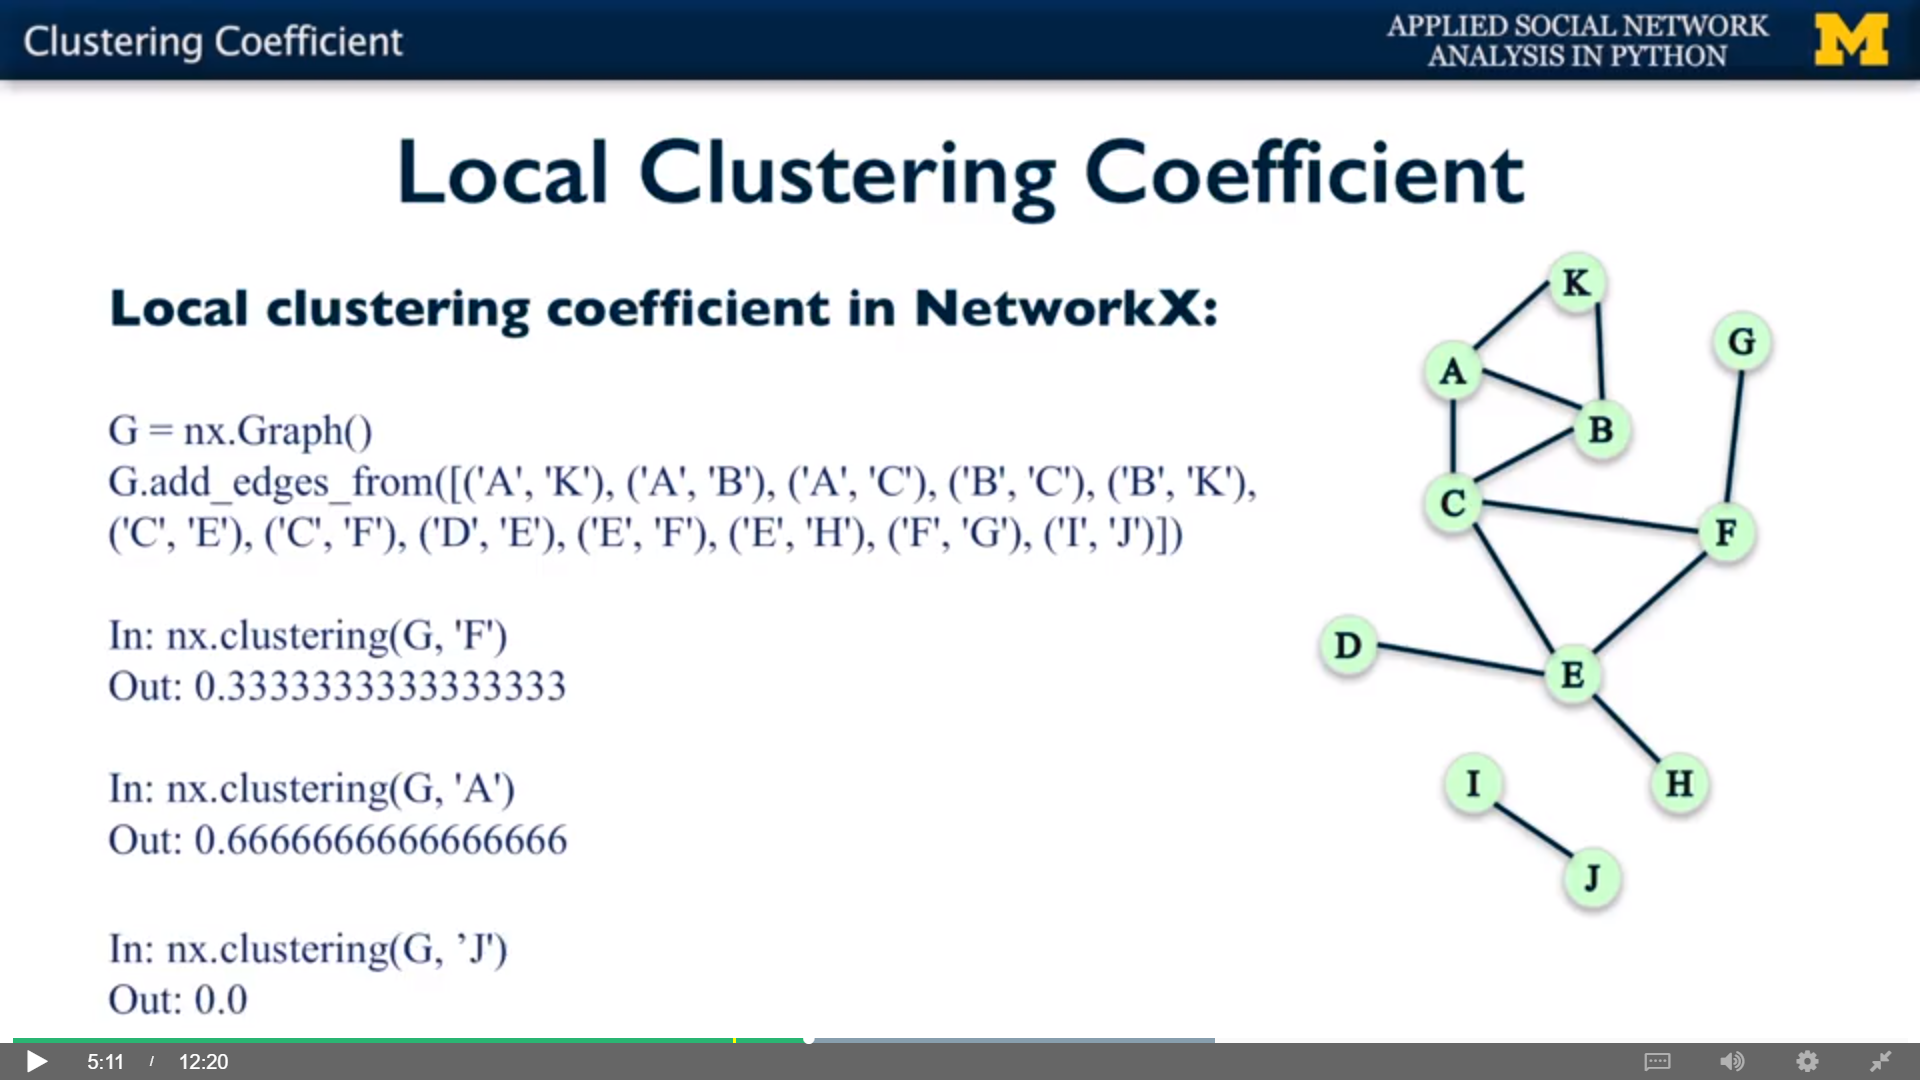 Clustering Coefficient
APPLIED SOCIAL NETWORK
ANALYSIS IN PYTHON
M
Local Clustering Coefficient
Local clustering coefficient in NetworkX:
G = nx.Graph()
G.add_edges_from([('A', 'K'), ('A', 'B'), ('A', 'C'), ('B', 'C'), ('B', 'K'),
('C', 'E'), ('C', 'F'), ('D', 'E'), ('E', 'F'), ('E', 'H'), ('F', 'G'), ('I', 'J')])
In: nx.clustering(G, 'F')
Out: 0.3333333333333333
In: nx.clustering(G, 'A')
Out: 0.6666666666666666
In: nx.clustering(G, ’J')
Out: 0.0
K
G
A
B
C
F
D
E
I
H
J
5:11 / 12:20